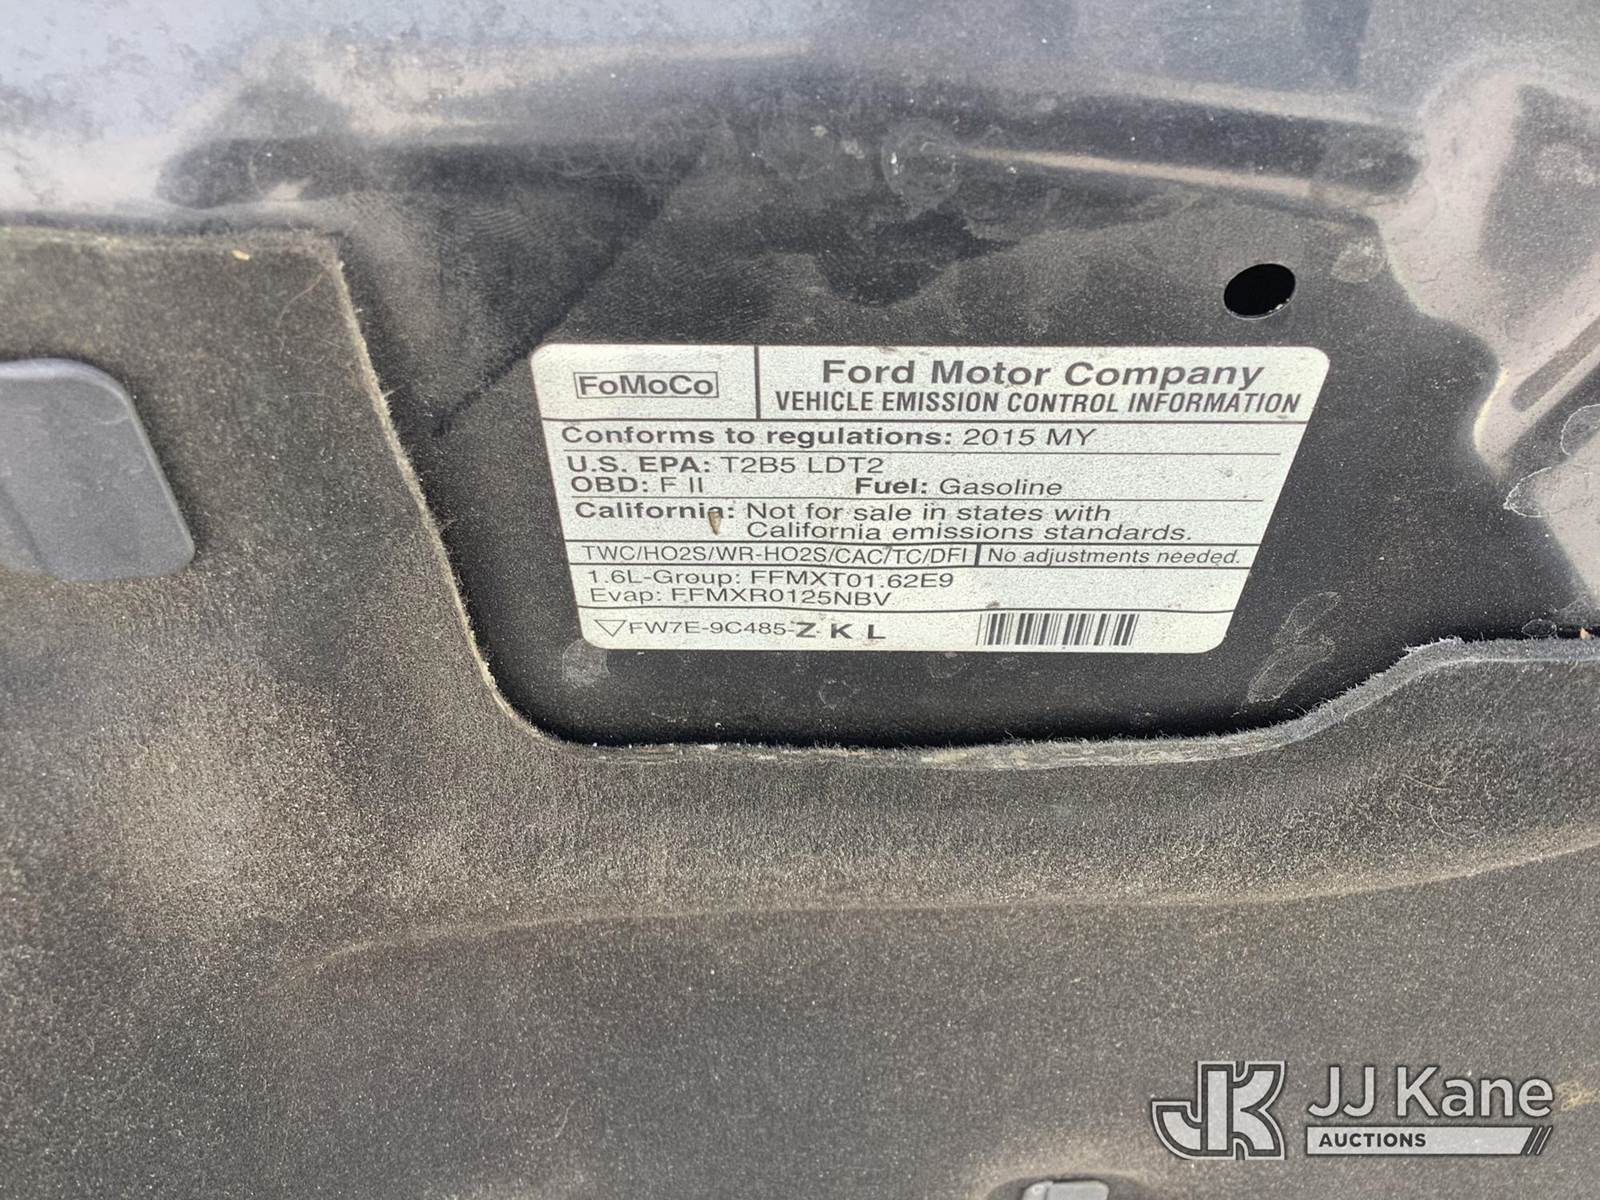 FoMoCo
Ford Motor Company
VEHICLE EMISSION CONTROL INFORMATION
Conforms to regulations: 2015 MY
U.S. EPA: T2B5 LDT2
OBD: F II Fuel: Gasoline
California: Not for sale in states with
California emissions standards.
TWC/HO2S/WR-HO2S/CAC/TC/DFI No adjustments needed.
1.6L-Group: FFMXT01.62E9
Evap: FFMXR0125NBV
FW7E-9C485-Z K L
JK JJ Kane
AUCTIONS